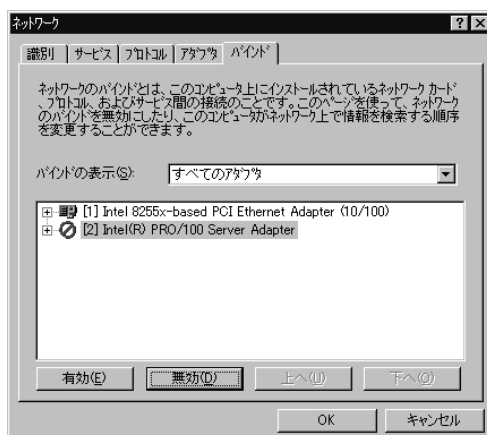 ネットワーク
識別 サービス プロトコル アダプタ バインド
ネットワークのバインドとは、このコンピュータ上にインストールされているネットワーク カード
、プロトコル、およびサービス間の接続のことです。このページを使って、ネットワーク
のバインドを無効にしたり、このコンピュータがネットワーク上で情報を検索する順序
を変更することができます。
バインドの表示(S): すべてのアダプタ
[1] Intel 8255x-based PCI Ethernet Adapter (10/100)
[2] Intel(R) PRO/100 Server Adapter
有効(E) 無効(D) 上へ(U) 下へ(O)
OK キャンセル